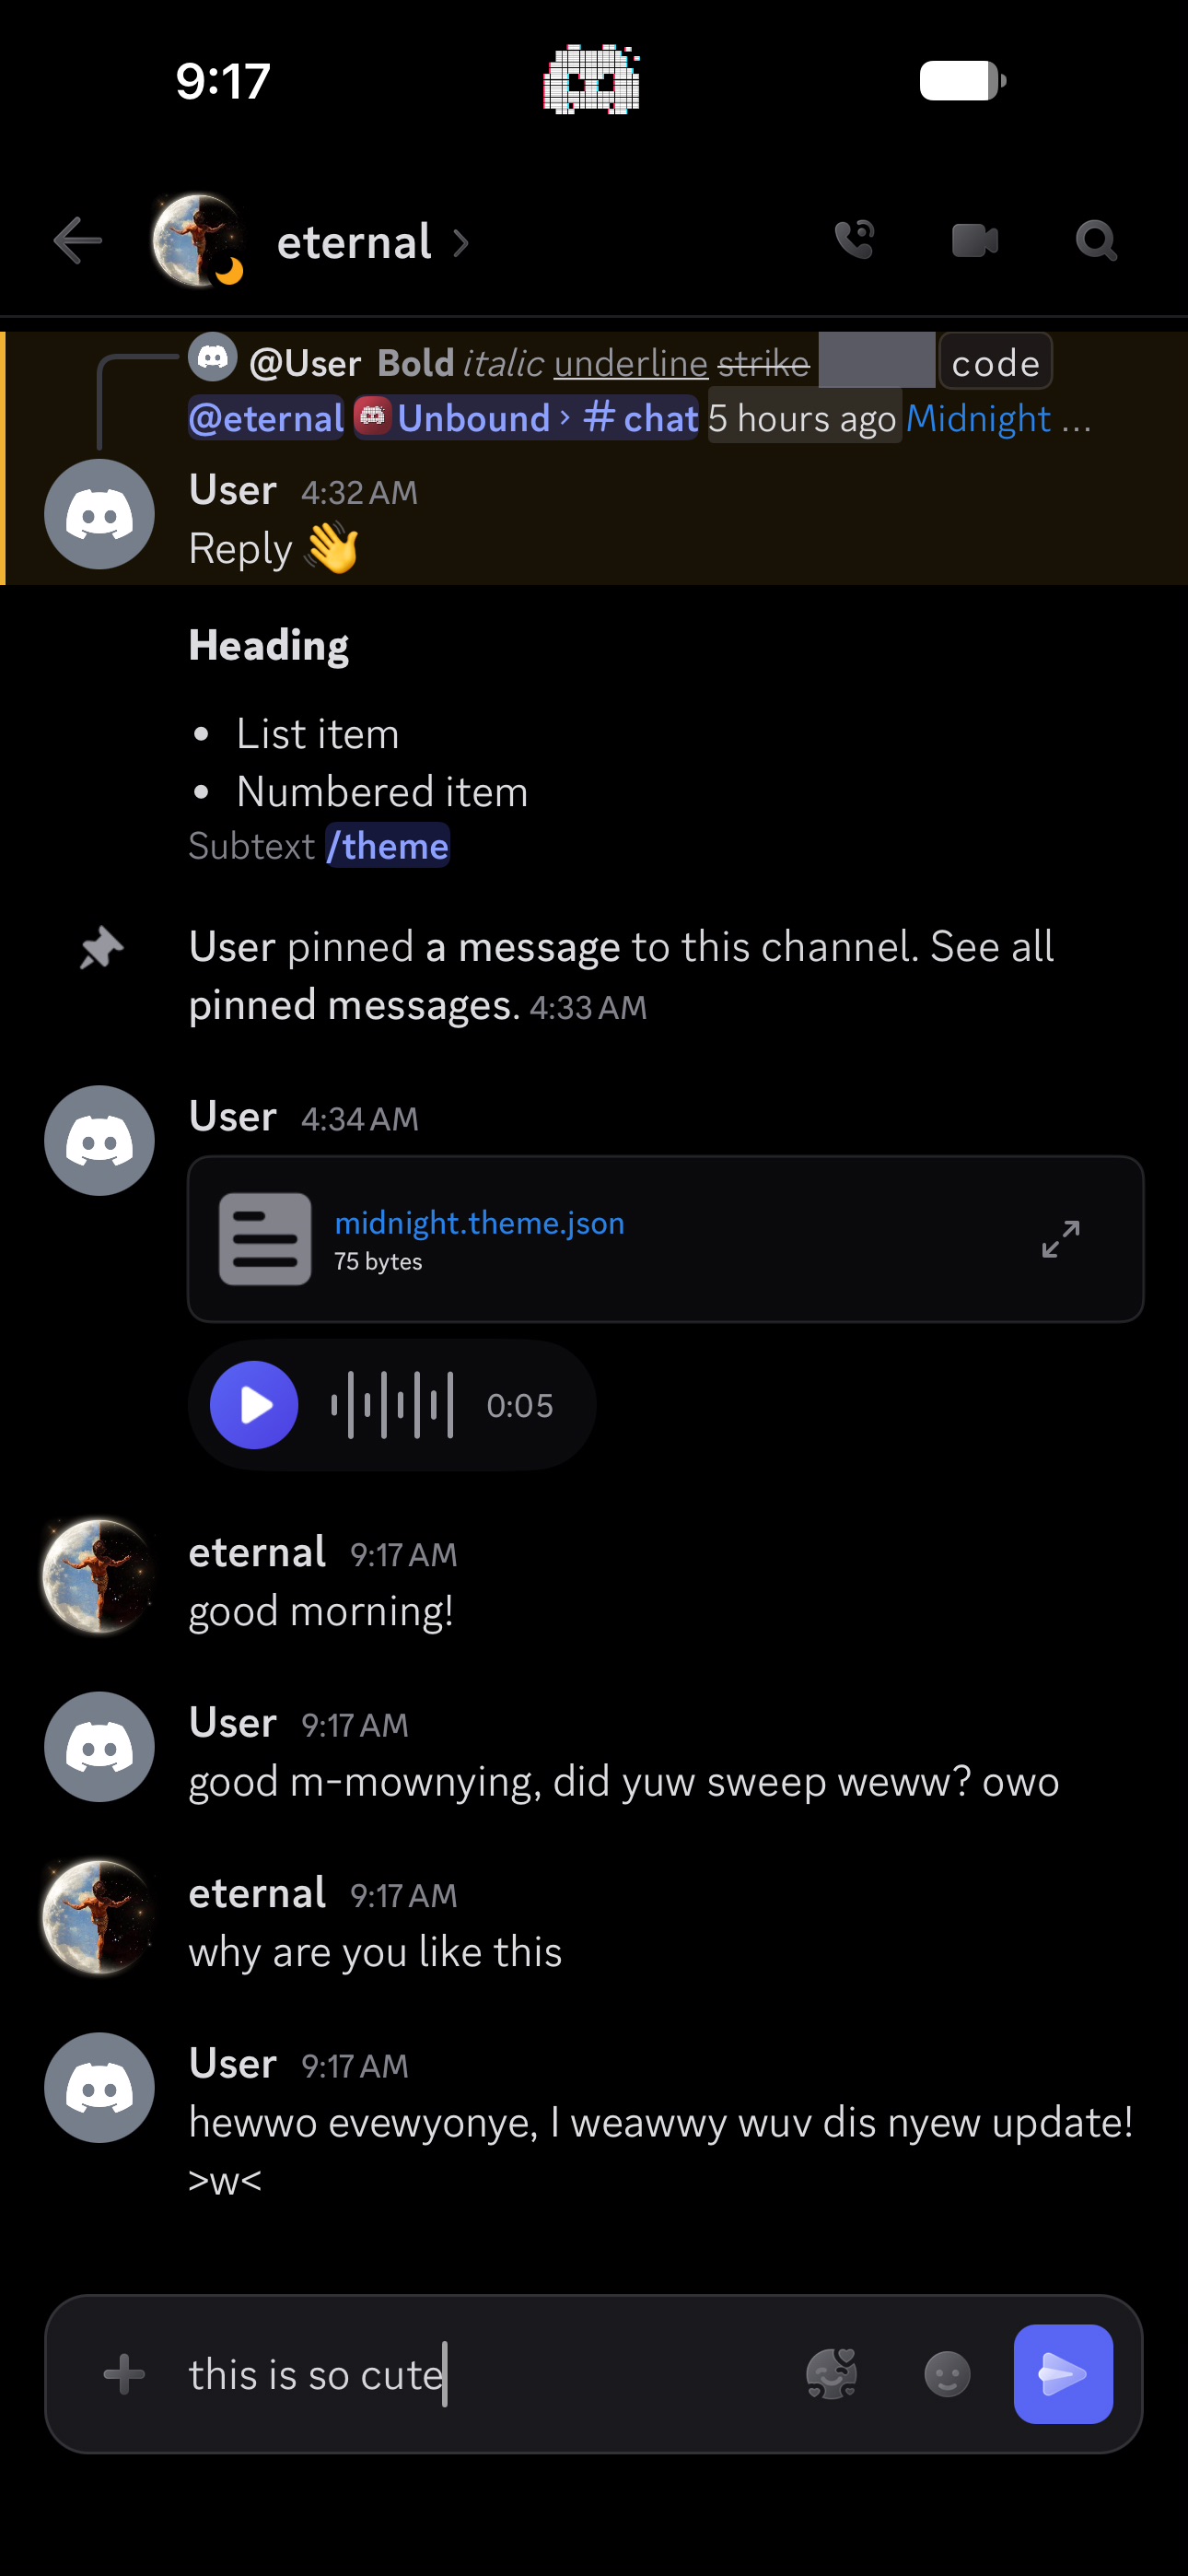 9:17
eternal
@User Bold italic underline strike code
@eternal Unbound › # chat 5 hours ago Midnight ...
User 4:32 AM
Reply 👋
Heading
• List item
• Numbered item
Subtext /theme
User pinned a message to this channel. See all
pinned messages. 4:33 AM
User 4:34 AM
midnight.theme.json
75 bytes
0:05
eternal 9:17 AM
good morning!
User 9:17 AM
good m-mownying, did yuw sweep weww? owo
eternal 9:17 AM
why are you like this
User 9:17 AM
hewwo evewyonye, I weawwy wuv dis nyew update!
>w<
this is so cute